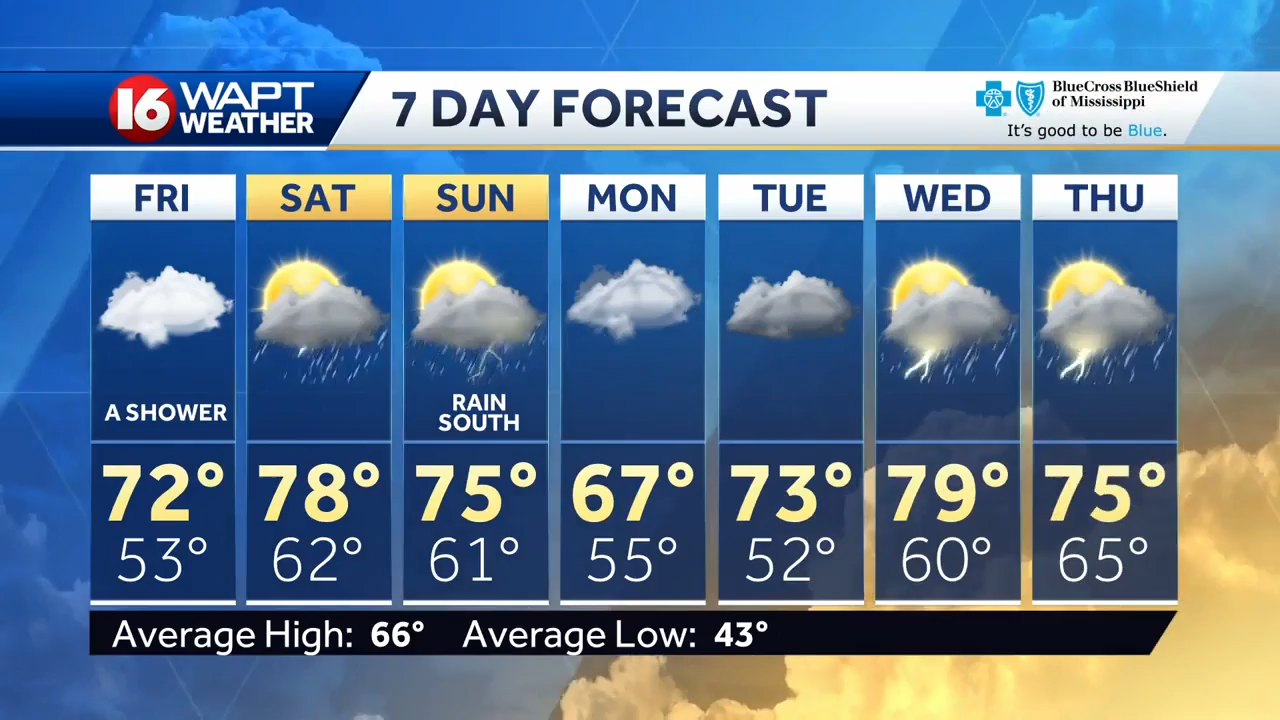 16 WAPT
WEATHER
7 DAY FORECAST
BlueCross BlueShield
of Mississippi
It's good to be Blue.
FRI SAT SUN MON TUE WED THU
A SHOWER
RAIN
SOUTH
72° 78° 75° 67° 73° 79° 75°
53° 62° 61° 55° 52° 60° 65°
Average High: 66° Average Low: 43°